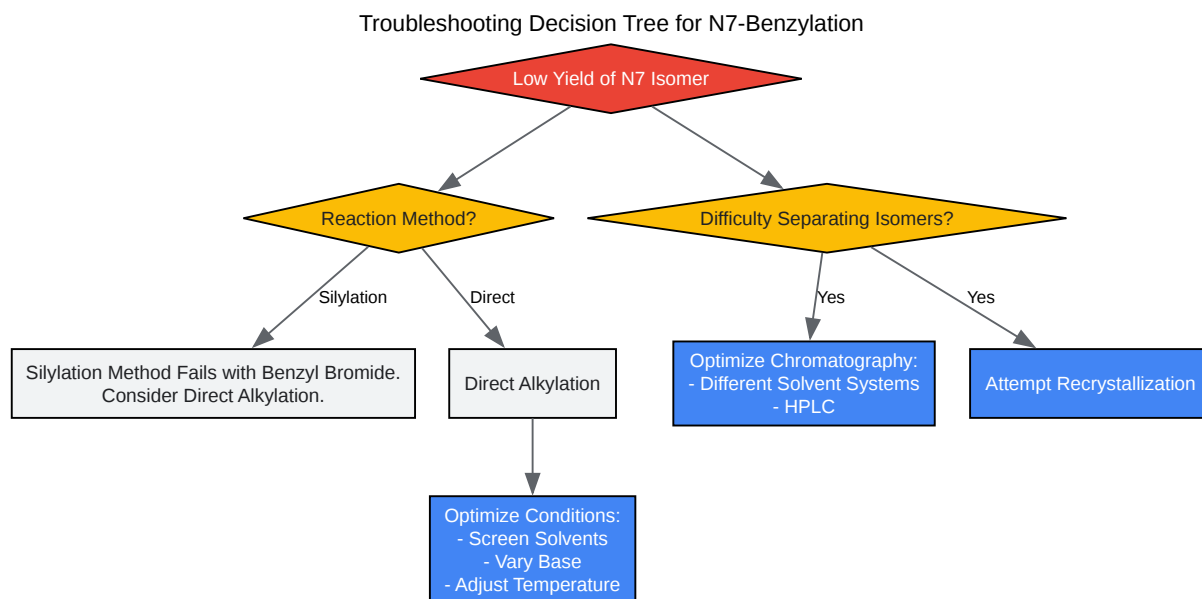 Troubleshooting Decision Tree for N7-Benzylation
Low Yield of N7 Isomer
Reaction Method?
Difficulty Separating Isomers?
Silylation
Direct
Yes
Yes
Silylation Method Fails with Benzyl Bromide.
Consider Direct Alkylation.
Direct Alkylation
Optimize Chromatography:
- Different Solvent Systems
- HPLC
Attempt Recrystallization
Optimize Conditions:
- Screen Solvents
- Vary Base
- Adjust Temperature